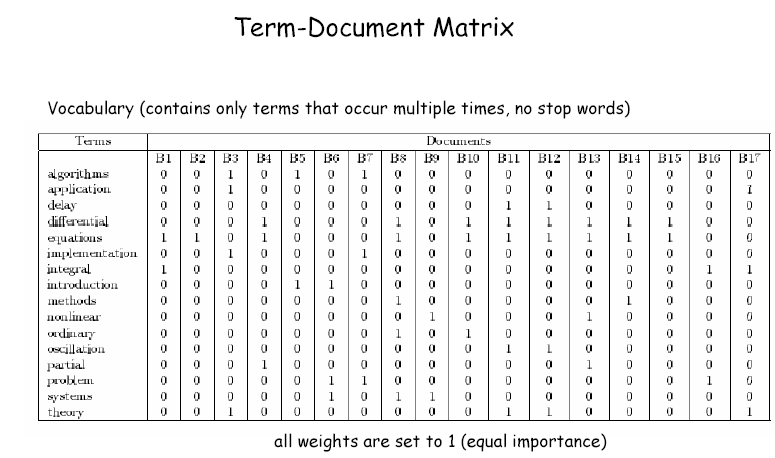 Term-Document Matrix
Vocabulary (contains only terms that occur multiple times, no stop words)
Terms Documents
B1 B2 B3 B4 B5 B6 B7 B8 B9 B10 B11 B12 B13 B14 B15 B16 B17
algorithms 0 0 1 0 1 0 1 0 0 0 0 0 0 0 0 0 0
application 0 0 1 0 0 0 0 0 0 0 0 0 0 0 0 0 1
delay 0 0 0 0 0 0 0 0 0 0 1 1 0 0 0 0 0
differential 0 0 0 1 0 0 0 1 0 1 1 1 1 1 1 0 0
equations 1 1 0 1 0 0 0 1 0 1 1 1 1 1 1 0 0
implementation 0 0 1 0 0 0 1 0 0 0 0 0 0 0 0 0 0
integral 1 0 0 0 0 0 0 0 0 0 0 0 0 0 0 1 1
introduction 0 0 0 0 1 1 0 0 0 0 0 0 0 0 0 0 0
methods 0 0 0 0 0 0 0 1 0 0 0 0 0 1 0 0 0
nonlinear 0 0 0 0 0 0 0 0 1 0 0 0 1 0 0 0 0
ordinary 0 0 0 0 0 0 0 1 0 1 0 0 0 0 0 0 0
oscillation 0 0 0 0 0 0 0 0 0 0 1 1 0 0 0 0 0
partial 0 0 0 1 0 0 0 0 0 0 0 0 1 0 0 0 0
problem 0 0 0 0 0 1 1 0 0 0 0 0 0 0 0 1 0
systems 0 0 0 0 0 1 0 1 1 0 0 0 0 0 0 0 0
theory 0 0 1 0 0 0 0 0 0 0 1 1 0 0 0 0 1
all weights are set to 1 (equal importance)